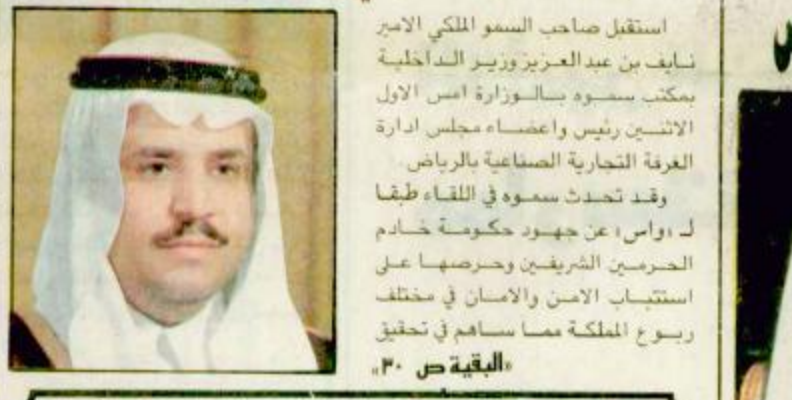 استقبل صاحب السمو الملكي الامير
نايف بن عبدالعزيز وزير الداخلية
بمكتب سموه بالوزارة امس الاول
الاثنين رئيس واعضاء مجلس ادارة
الغرفة التجارية الصناعية بالرياض.
وقد تحدث سموه في اللقاء طبقا
لـ «واس» عن جهود حكومة خادم
الحرمين الشريفين وحرصها على
استتباب الامن والامان في مختلف
ربوع المملكة مما ساهم في تحقيق
«البقية ص ٣٠»